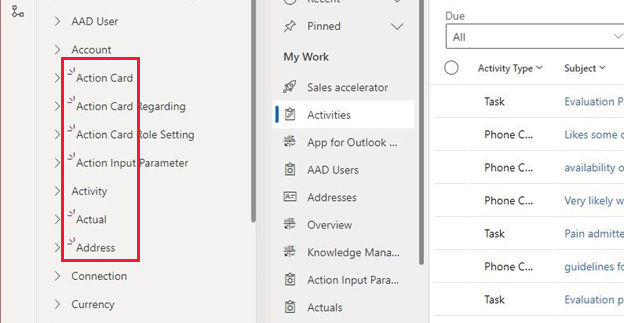 AAD User
Account
Action Card
Action Card Regarding
Action Card Role Setting
Action Input Parameter
Activity
Actual
Address
Connection
Currency
Pinned
My Work
Sales accelerator
Activities
App for Outlook ...
AAD Users
Addresses
Overview
Knowledge Mana...
Action Input Para...
Actuals
Due
All
Activity Type Subject
Task Evaluation P
Phone C... Likes some o
Phone C... availability o
Phone C... Very likely w
Task Pain admitte
Phone C... guidelines fo
Task Evaluation p